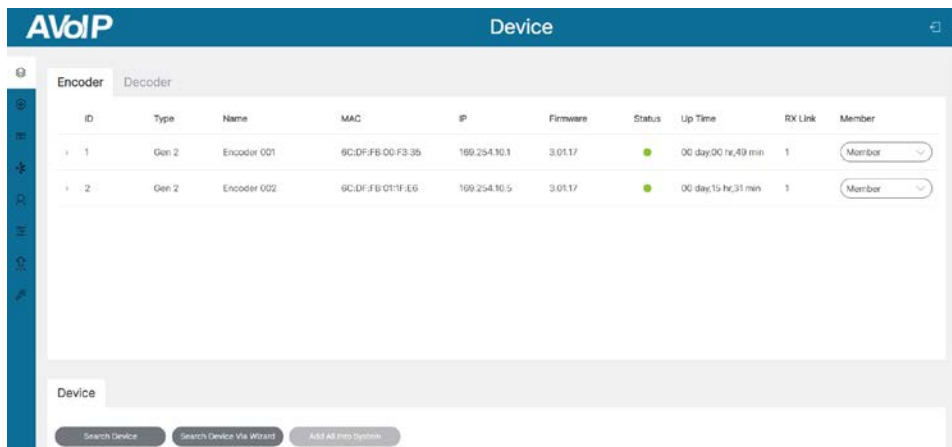 AVoIP
Device
Encoder Decoder
ID Type Name MAC IP Firmware Status Up Time RX Link Member
1 Gen 2 Encoder 001 6C:DF:FB:00:F3:35 169.254.10.1 3.01.17 00 day,00 hr,49 min 1 Member
2 Gen 2 Encoder 002 6C:DF:FB:01:1F:E6 169.254.10.5 3.01.17 00 day,15 hr,31 min 1 Member
Device
Search Device Search Device Via Wizard Add All Into System